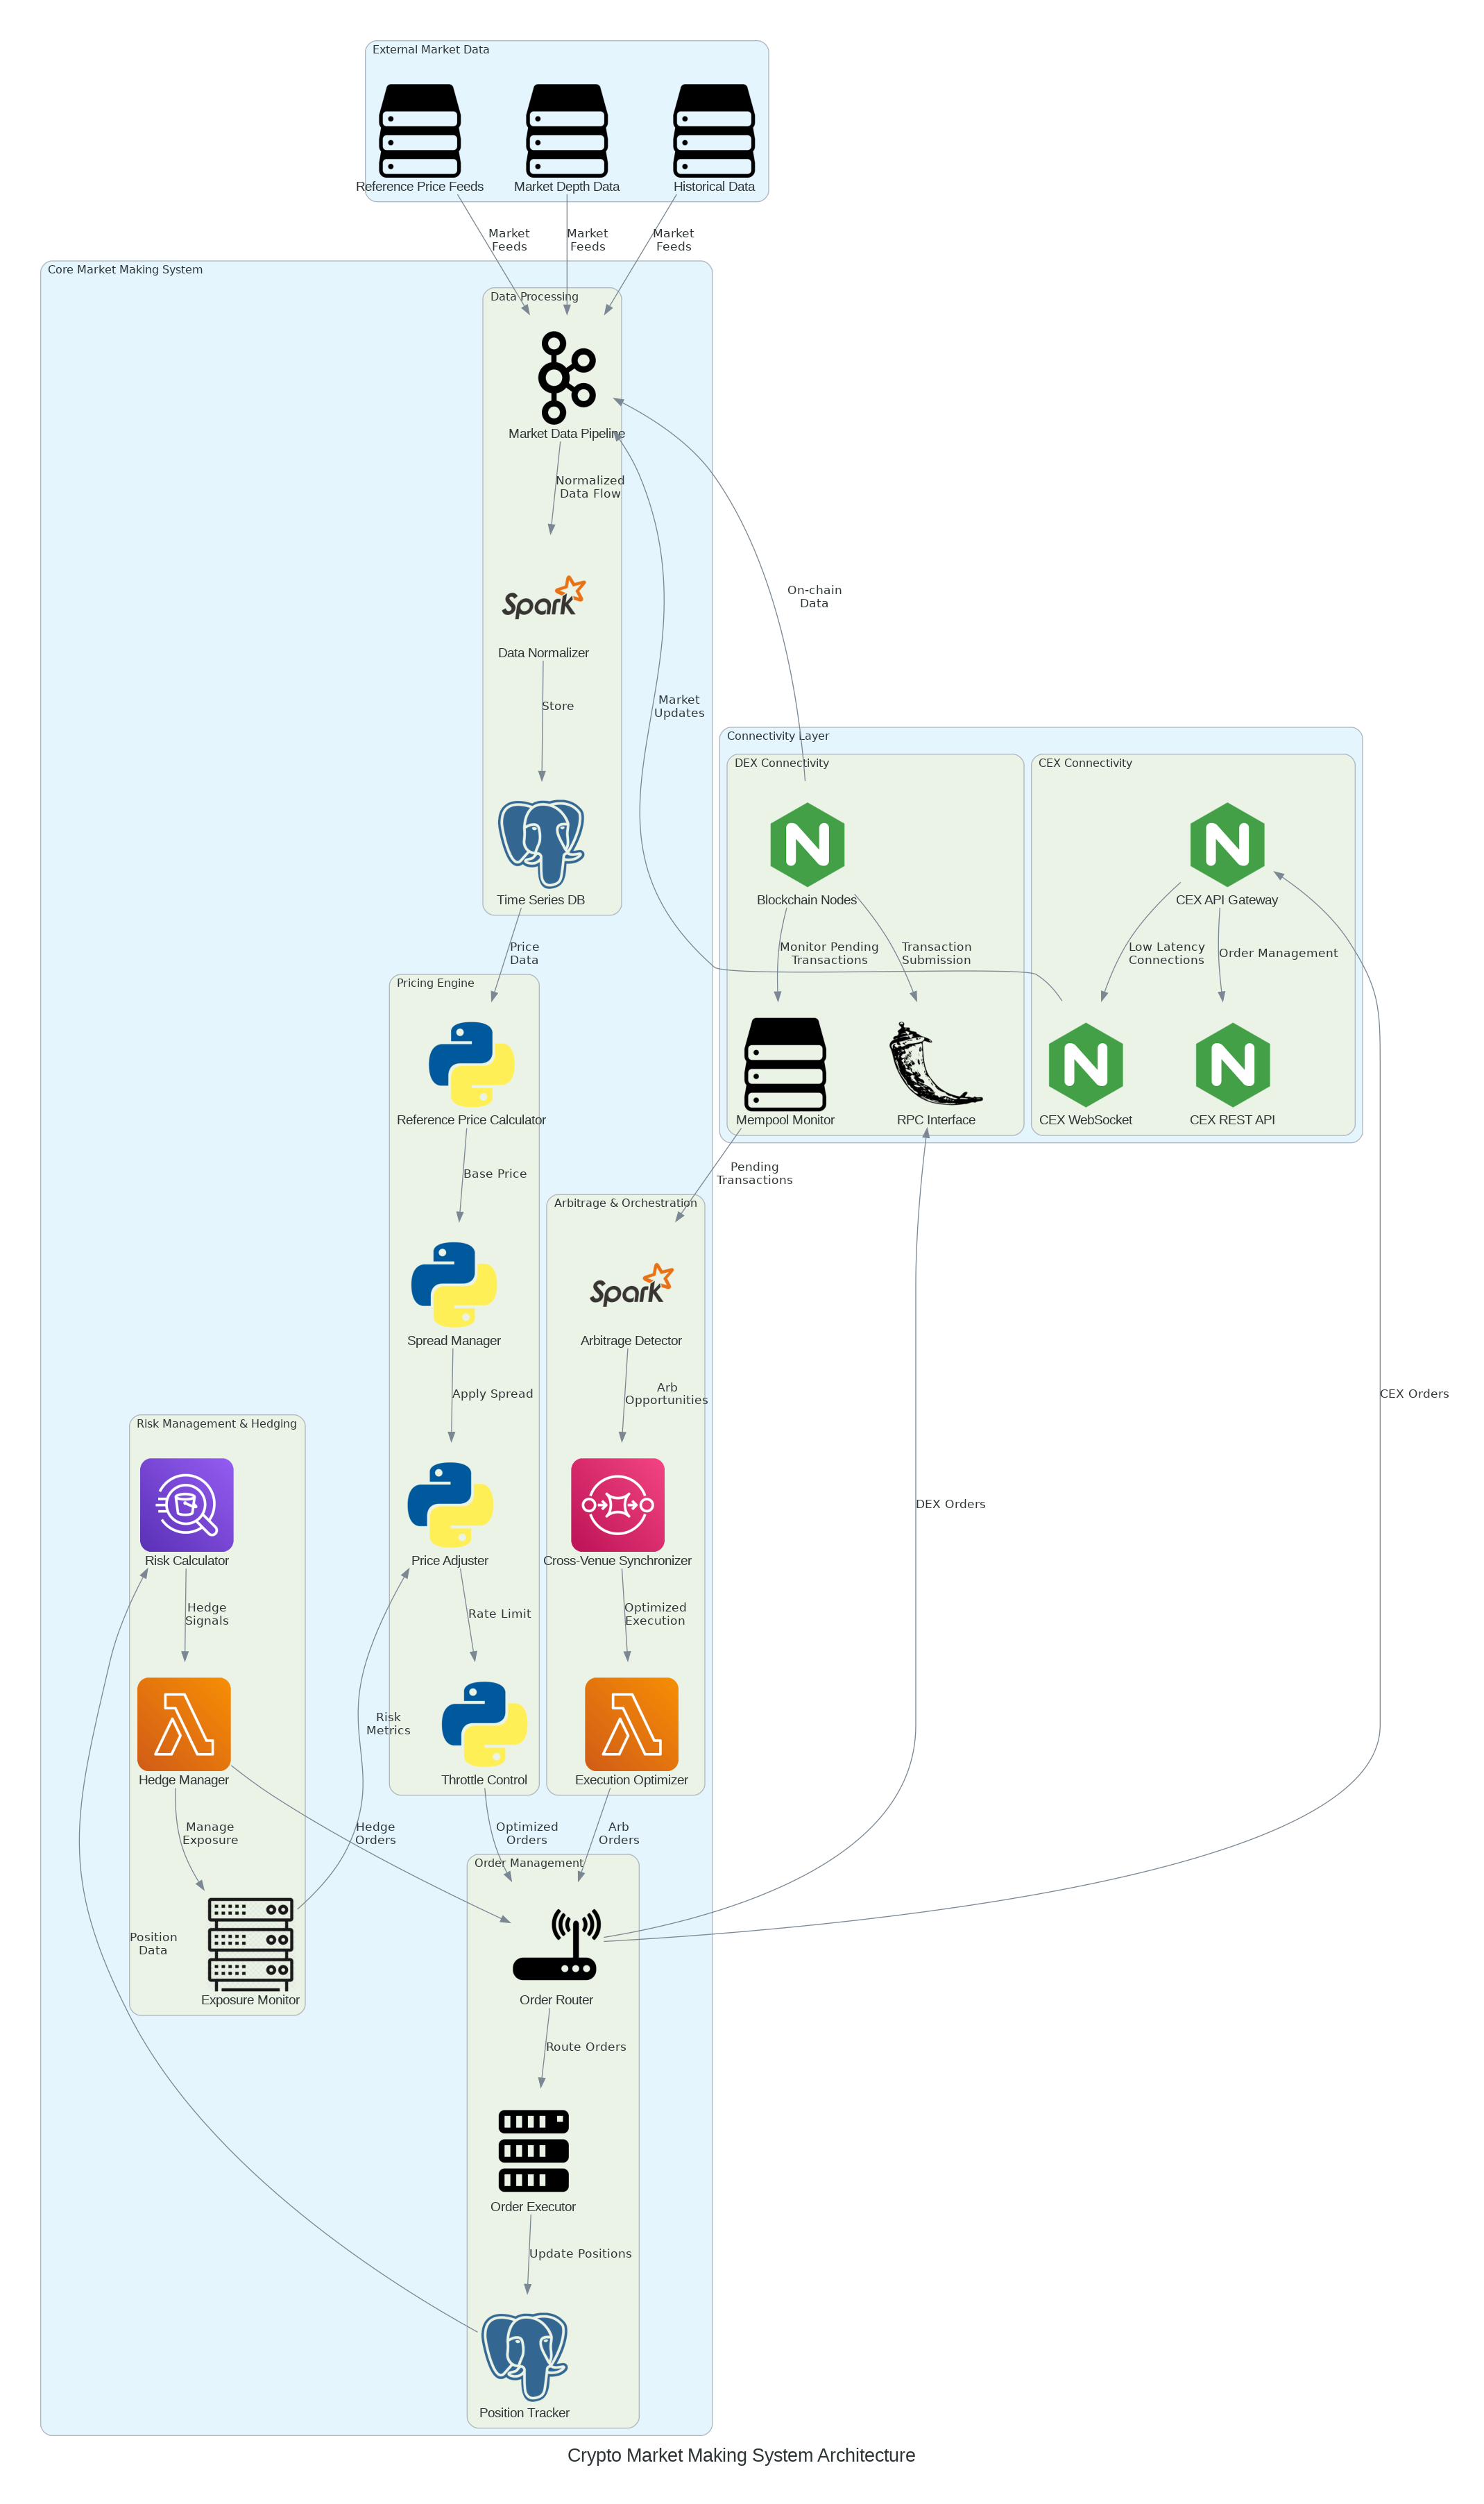 External Market Data
Reference Price Feeds
Market Depth Data
Historical Data
Market
Feeds
Market
Feeds
Market
Feeds
Core Market Making System
Data Processing
Market Data Pipeline
Normalized
Data Flow
On-chain
Data
Spark
Data Normalizer
Store
Market
Updates
Connectivity Layer
DEX Connectivity
CEX Connectivity
N
N
Time Series DB
Blockchain Nodes
CEX API Gateway
Price
Data
Monitor Pending
Transactions
Transaction
Submission
Low Latency
Connections
Order Management
Pricing Engine
N
N
Reference Price Calculator
Mempool Monitor
RPC Interface
CEX WebSocket
CEX REST API
Base Price
Pending
Transactions
Arbitrage & Orchestration
Spark
Spread Manager
Arbitrage Detector
Apply Spread
Arb
Opportunities
CEX Orders
Risk Management & Hedging
DEX Orders
Risk Calculator
Price Adjuster
Cross-Venue Synchronizer
Hedge
Signals
Rate Limit
Optimized
Execution
Risk
Metrics
Hedge Manager
Throttle Control
Execution Optimizer
Manage
Exposure
Hedge
Orders
Optimized
Orders
Arb
Orders
Order Management
Position
Data
Exposure Monitor
Order Router
Route Orders
Order Executor
Update Positions
Position Tracker
Crypto Market Making System Architecture